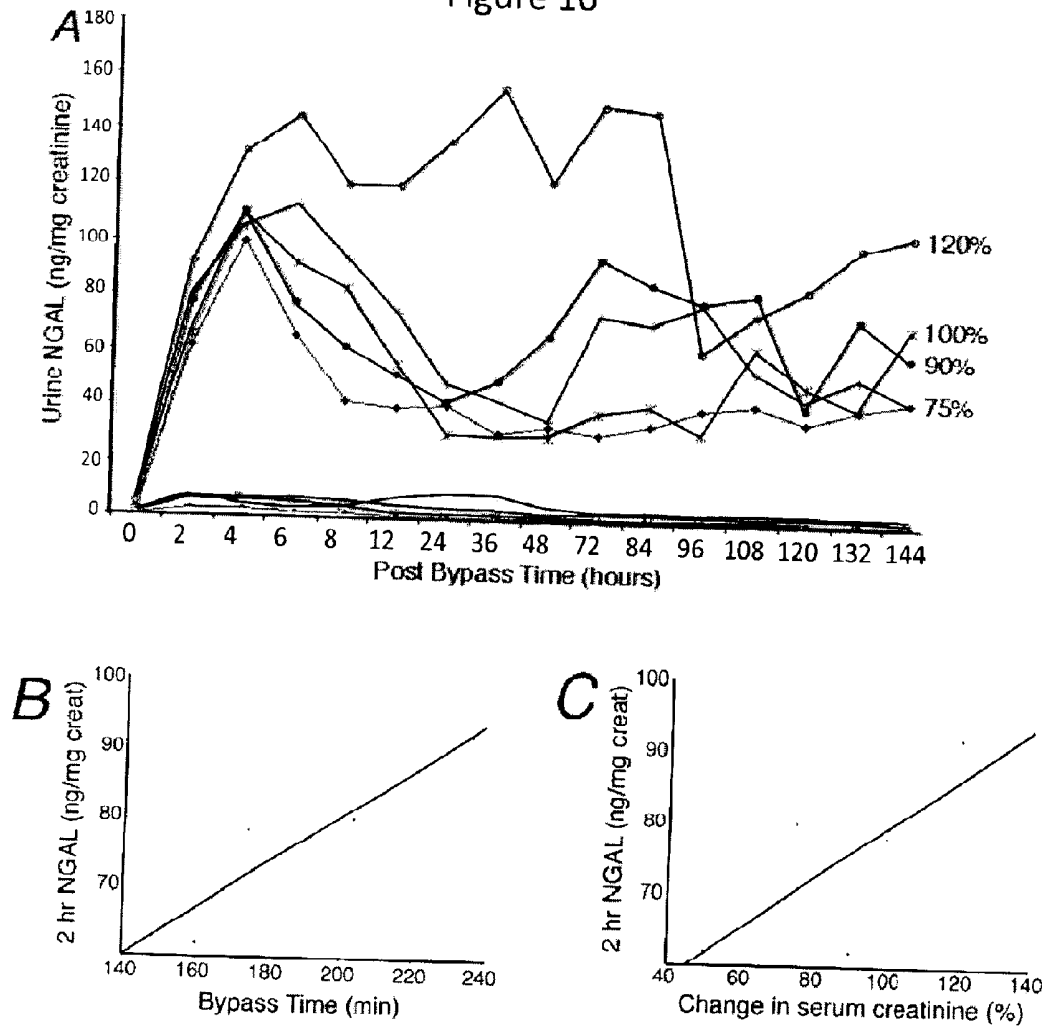 Figure 16
A
180
160
140
120
100
80
60
40
20
0
Urine NGAL (ng/mg creatinine)
120%
100%
90%
75%
0 2 4 6 8 12 24 36 48 72 84 96 108 120 132 144
Post Bypass Time (hours)
B
100
90
80
70
2 hr NGAL (ng/mg creat)
140 160 180 200 220 240
Bypass Time (min)
C
100
90
80
70
2 hr NGAL (ng/mg creat)
40 60 80 100 120 140
Change in serum creatinine (%)